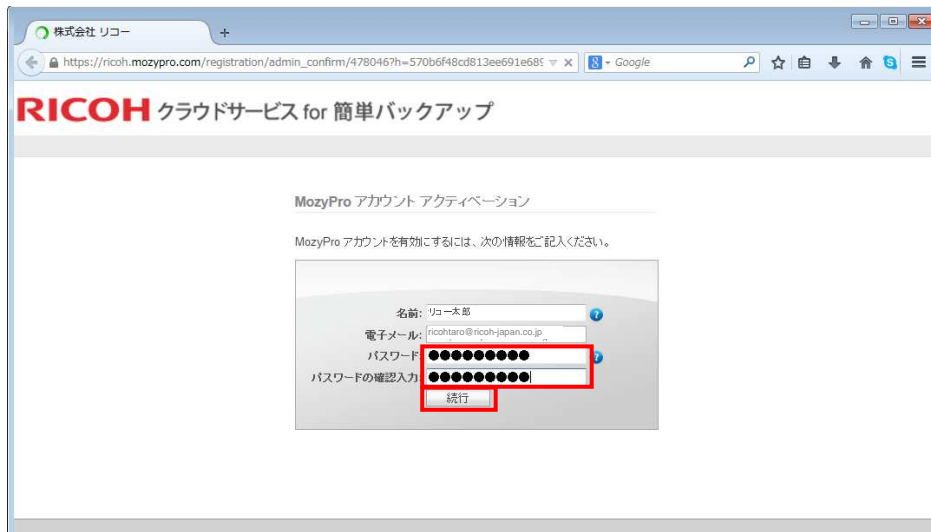 株式会社 リコー
https://ricoh.mozypro.com/registration/admin_confirm/478046?h=570b6f48cd813ee691e68
Google
RICOH クラウドサービス for 簡単バックアップ
MozyPro アカウント アクティベーション
MozyPro アカウントを有効にするには、次の情報をご記入ください。
名前: リコー太郎
電子メール: ricohtaro@ricoh-japan.co.jp
パスワード: ●●●●●●●●●
パスワードの確認入力: ●●●●●●●●●
続行